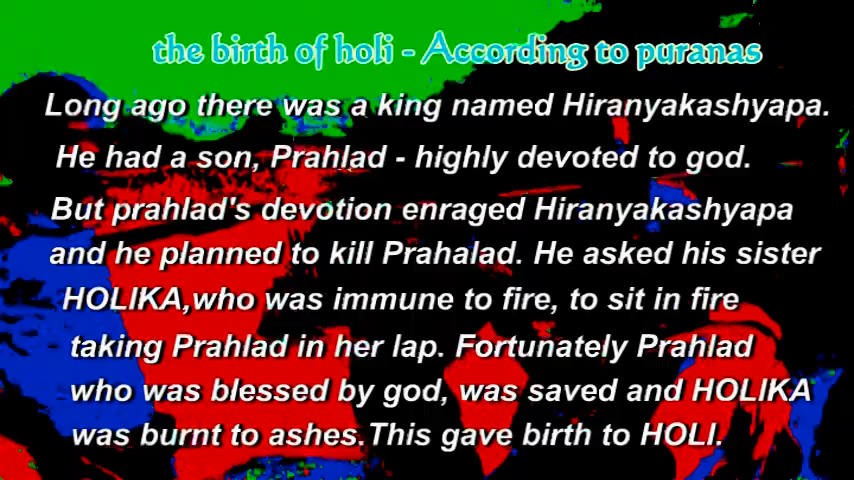 the birth of holi - According to puranas
Long ago there was a king named Hiranyakashyapa.
He had a son, Prahlad - highly devoted to god.
But prahlad's devotion enraged Hiranyakashyapa
and he planned to kill Prahalad. He asked his sister
HOLIKA,who was immune to fire, to sit in fire
taking Prahlad in her lap. Fortunately Prahlad
who was blessed by god, was saved and HOLIKA
was burnt to ashes.This gave birth to HOLI.